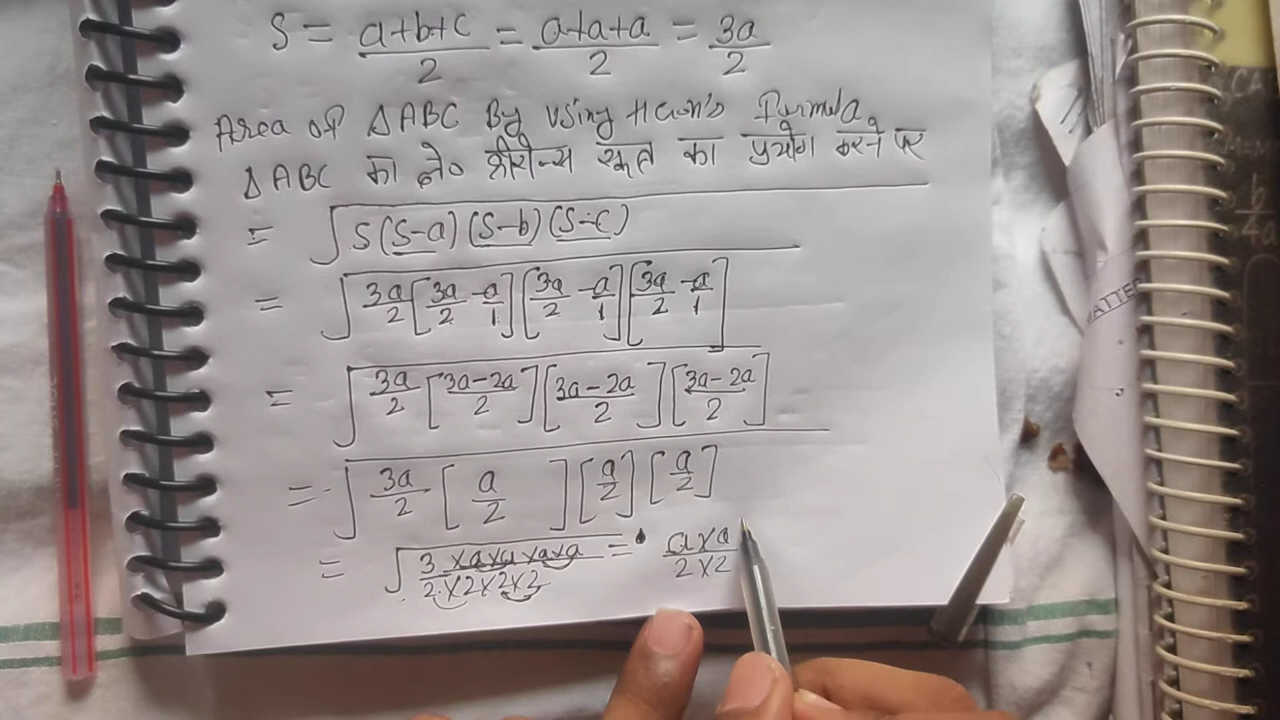 S = a+b+c/2 = a+a+a/2 = 3a/2
Area of ΔABC By Using Heron's Formula
ΔABC का क्षे० हीरोन्स सूत्र का प्रयोग करने पर
= √S(S-a)(S-b)(S-c)
= √3a/2[3a/2 - a/1][3a/2 - a/1][3a/2 - a/1]
= √3a/2[3a-2a/2][3a-2a/2][3a-2a/2]
= √3a/2[a/2][a/2][a/2]
= √3×a×a×a×a/2×2×2×2 = a×a/2×2
MATTER
b/4a